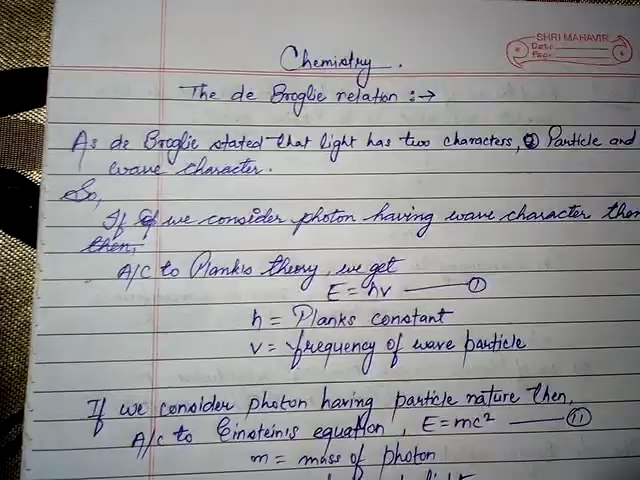 SHRI MAHAVIR
Date
Page
Chemistry.
The de Broglie relation :→
As de Broglie stated that light has two characters, Particle and
wave character.
So,
If we consider photon having wave character then
then,
A/C to Planks theory, we get
E = hv —— (I)
h = Planks constant
v = frequency of wave particle
If we consider photon having particle nature then,
A/c to Einstein's equation, E=mc² —— (II)
m = mass of photon
light